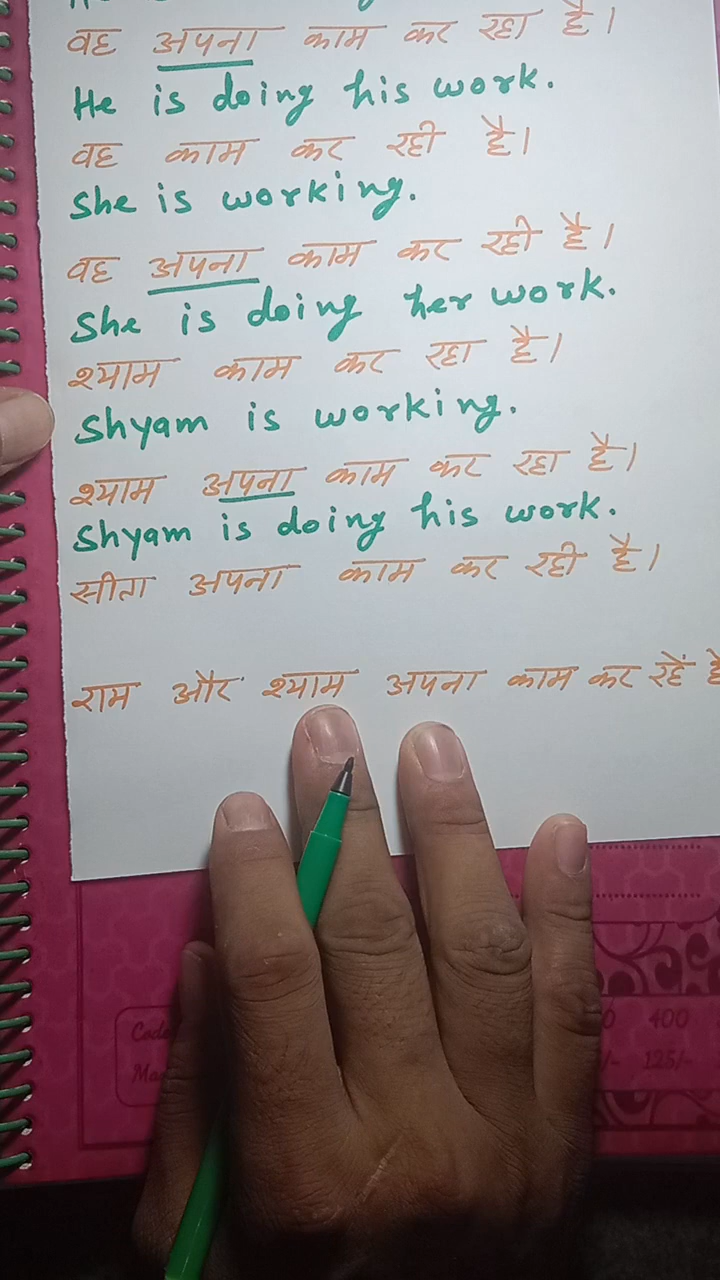 वह अपना काम कर रहा है।
He is doing his work.
वह काम कर रही है।
She is working.
वह अपना काम कर रही है।
She is doing her work.
श्याम काम कर रहा है।
Shyam is working.
श्याम अपना काम कर रहा है।
Shyam is doing his work.
सीता अपना काम कर रही है।
राम और श्याम अपना काम कर रहें है
400
125/-